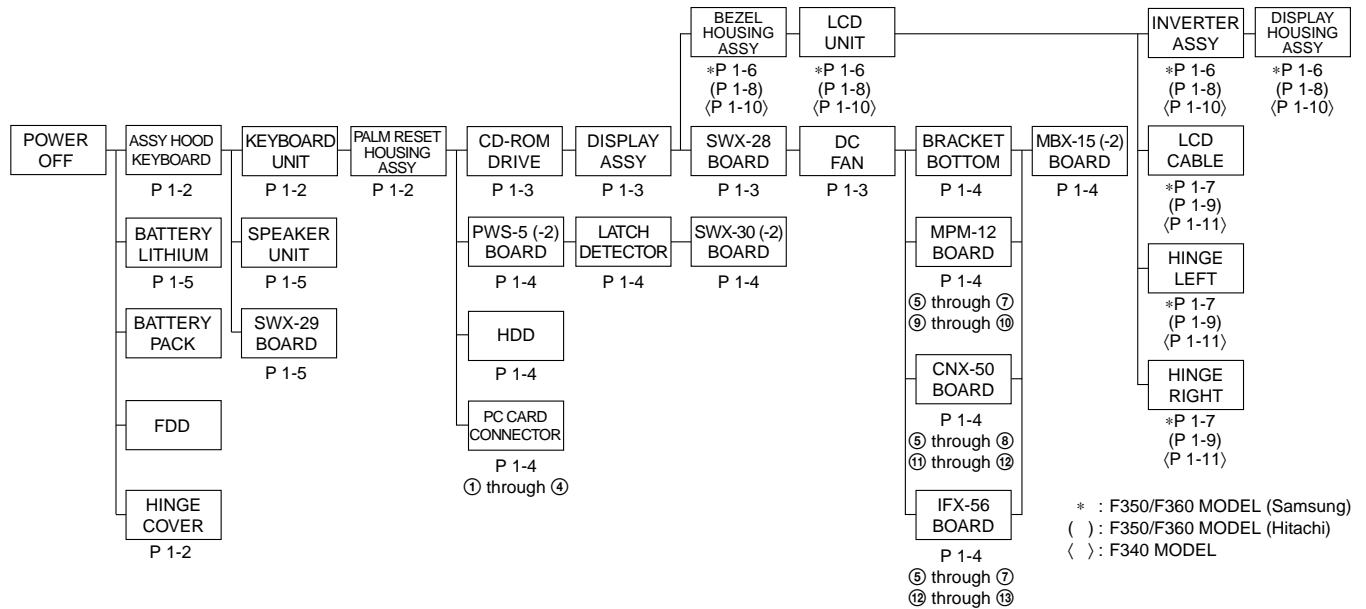 BEZEL
HOUSING
ASSY
*P 1-6
(P 1-8)
〈P 1-10〉
LCD
UNIT
*P 1-6
(P 1-8)
〈P 1-10〉
INVERTER
ASSY
*P 1-6
(P 1-8)
〈P 1-10〉
DISPLAY
HOUSING
ASSY
*P 1-6
(P 1-8)
〈P 1-10〉
POWER
OFF
ASSY HOOD
KEYBOARD
P 1-2
KEYBOARD
UNIT
P 1-2
PALM RESET
HOUSING
ASSY
P 1-2
CD-ROM
DRIVE
P 1-3
DISPLAY
ASSY
P 1-3
SWX-28
BOARD
P 1-3
DC
FAN
P 1-3
BRACKET
BOTTOM
P 1-4
MBX-15 (-2)
BOARD
P 1-4
LCD
CABLE
*P 1-7
(P 1-9)
〈P 1-11〉
BATTERY
LITHIUM
P 1-5
SPEAKER
UNIT
P 1-5
PWS-5 (-2)
BOARD
P 1-4
LATCH
DETECTOR
P 1-4
SWX-30 (-2)
BOARD
P 1-4
MPM-12
BOARD
P 1-4
⑤ through ⑦
⑨ through ⑩
HINGE
LEFT
*P 1-7
(P 1-9)
〈P 1-11〉
BATTERY
PACK
SWX-29
BOARD
P 1-5
HDD
P 1-4
CNX-50
BOARD
P 1-4
⑤ through ⑧
⑪ through ⑫
HINGE
RIGHT
*P 1-7
(P 1-9)
〈P 1-11〉
FDD
PC CARD
CONNECTOR
P 1-4
① through ④
HINGE
COVER
P 1-2
IFX-56
BOARD
P 1-4
⑤ through ⑦
⑫ through ⑬
* : F350/F360 MODEL (Samsung)
( ) : F350/F360 MODEL (Hitachi)
〈 〉 : F340 MODEL